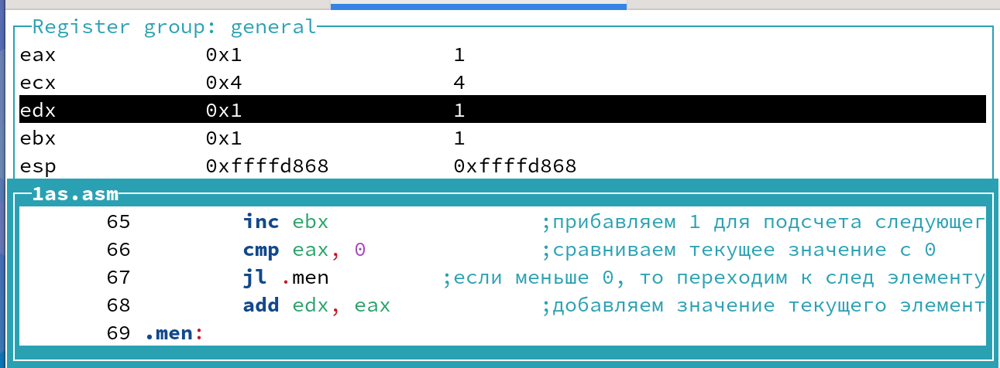 Register group: general
eax 0x1 1
ecx 0x4 4
edx 0x1 1
ebx 0x1 1
esp 0xffffd868 0xffffd868
1as.asm
65 inc ebx ;прибавляем 1 для подсчета следующег
66 cmp eax, 0 ;сравниваем текущее значение с 0
67 jl .men ;если меньше 0, то переходим к след элементу
68 add edx, eax ;добавляем значение текущего элемент
69 .men: